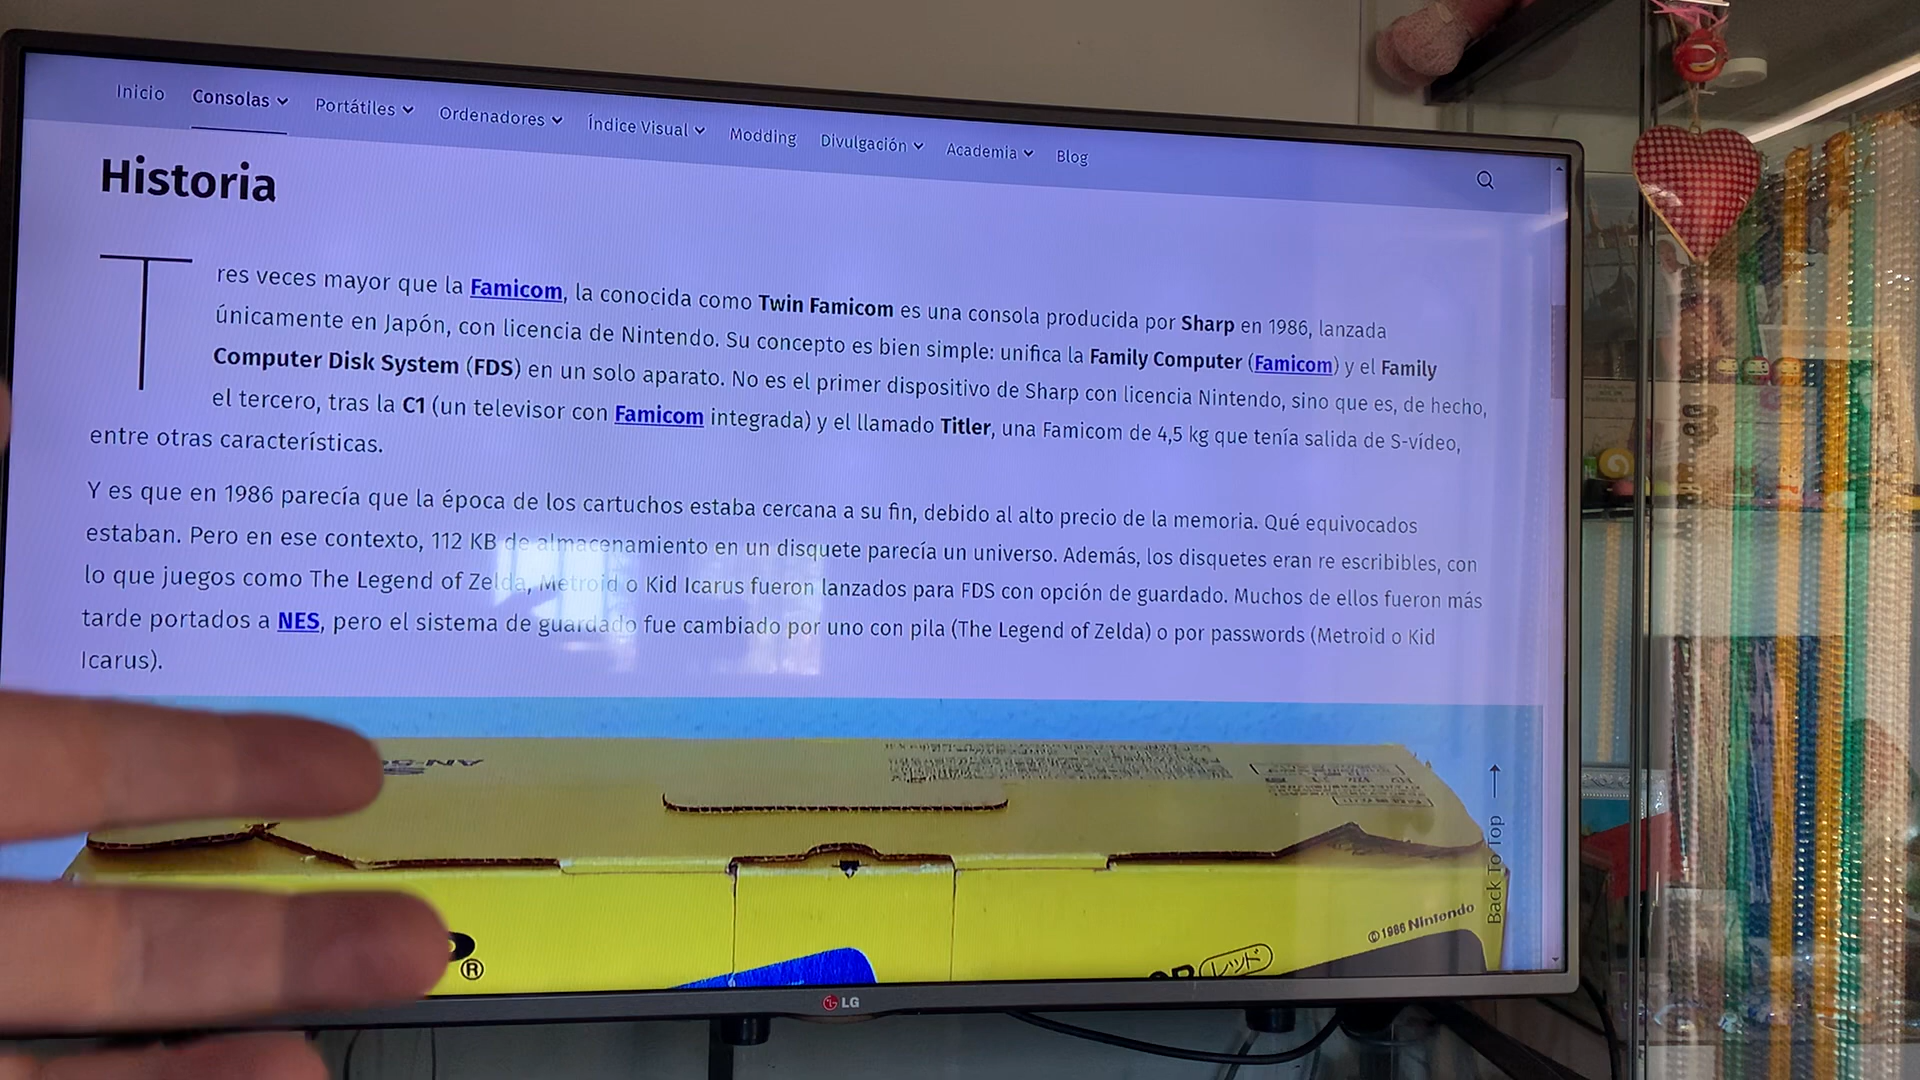 Inicio Consolas Portátiles Ordenadores Índice Visual Modding Divulgación Academia Blog
Historia
Tres veces mayor que la Famicom, la conocida como Twin Famicom es una consola producida por Sharp en 1986, lanzada
únicamente en Japón, con licencia de Nintendo. Su concepto es bien simple: unifica la Family Computer (Famicom) y el Family
Computer Disk System (FDS) en un solo aparato. No es el primer dispositivo de Sharp con licencia Nintendo, sino que es, de hecho,
el tercero, tras la C1 (un televisor con Famicom integrada) y el llamado Titler, una Famicom de 4,5 kg que tenía salida de S-vídeo,
entre otras características.
Y es que en 1986 parecía que la época de los cartuchos estaba cercana a su fin, debido al alto precio de la memoria. Qué equivocados
estaban. Pero en ese contexto, 112 KB de almacenamiento en un disquete parecía un universo. Además, los disquetes eran re escribibles, con
lo que juegos como The Legend of Zelda, Metroid o Kid Icarus fueron lanzados para FDS con opción de guardado. Muchos de ellos fueron más
tarde portados a NES, pero el sistema de guardado fue cambiado por uno con pila (The Legend of Zelda) o por passwords (Metroid o Kid
Icarus).
Back To Top
©1986 Nintendo
レッド
®
LG